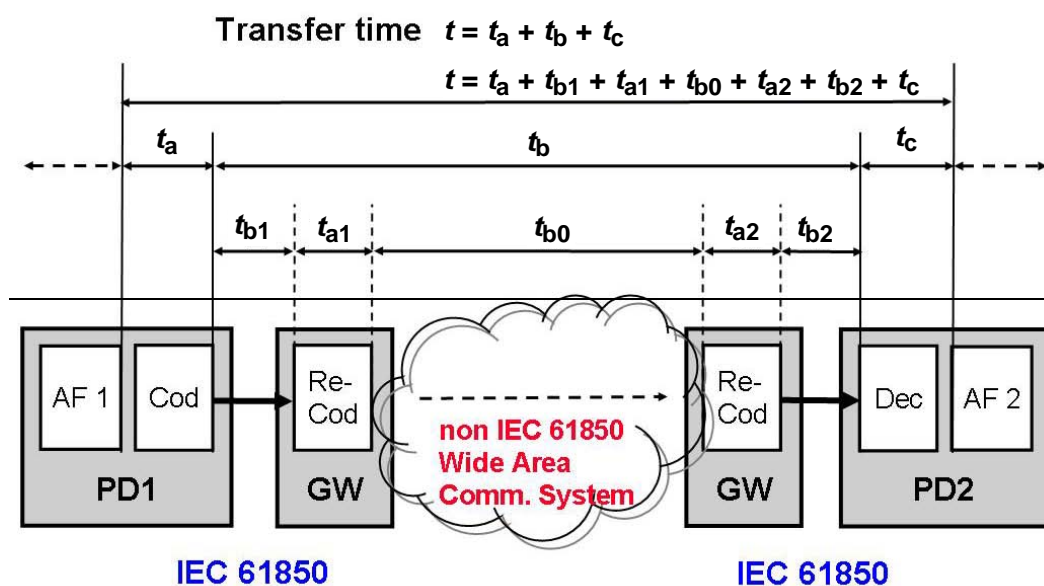 Transfer time t = ta + tb + tc
t = ta + tb1 + ta1 + tb0 + ta2 + tb2 + tc
ta tb tc
tb1 ta1 tb0 ta2 tb2
AF 1 Cod Re-Cod Re-Cod Dec AF 2
non IEC 61850
Wide Area
Comm. System
PD1 GW GW PD2
IEC 61850 IEC 61850